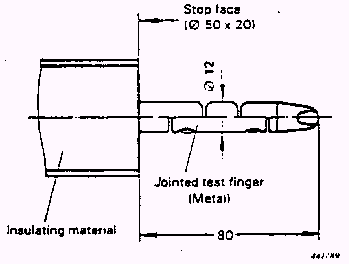 Stop face
(Ø 50 x 20)
Ø 12
Jointed test finger
(Metal)
Insulating material
80